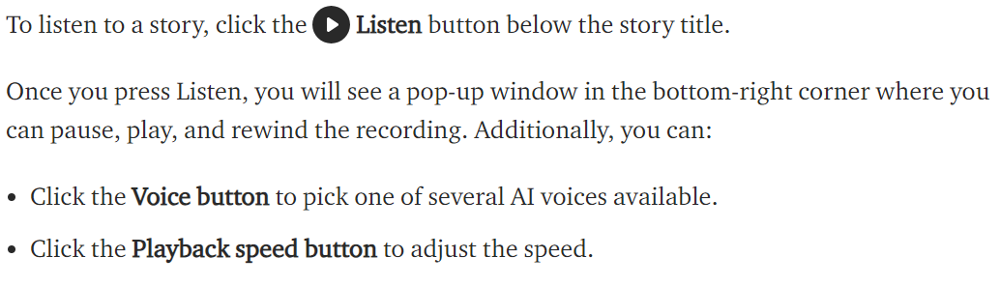 To listen to a story, click the Listen button below the story title.
Once you press Listen, you will see a pop-up window in the bottom-right corner where you
can pause, play, and rewind the recording. Additionally, you can:
• Click the Voice button to pick one of several AI voices available.
• Click the Playback speed button to adjust the speed.